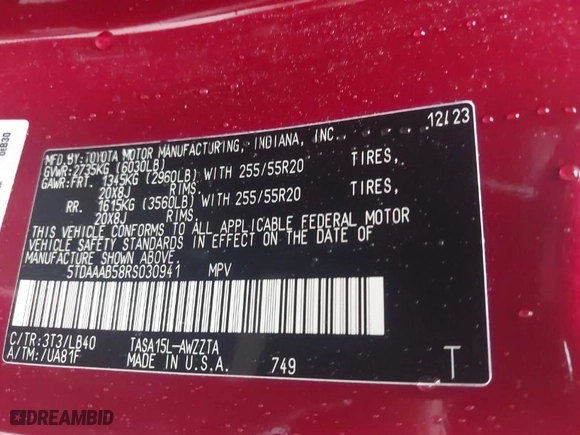 12/23
MFD.BY:TOYOTA MOTOR MANUFACTURING, INDIANA, INC.
GVWR:2735KG (6030LB)
GAWR:FRT. 1345KG (2960LB) WITH 255/55R20 TIRES,
20X8J RIMS
RR. 1615KG (3560LB) WITH 255/55R20 TIRES,
20X8J RIMS
THIS VEHICLE CONFORMS TO ALL APPLICABLE FEDERAL MOTOR
VEHICLE SAFETY STANDARDS IN EFFECT ON THE DATE OF
MANUFACTURE SHOWN ABOVE.
5TDAAAB58RS030941 MPV
C/TR:3T3/LB40 TASA15L-AWZZTA
A/TM:/UA81F MADE IN U.S.A. 749 T
DREAMBID